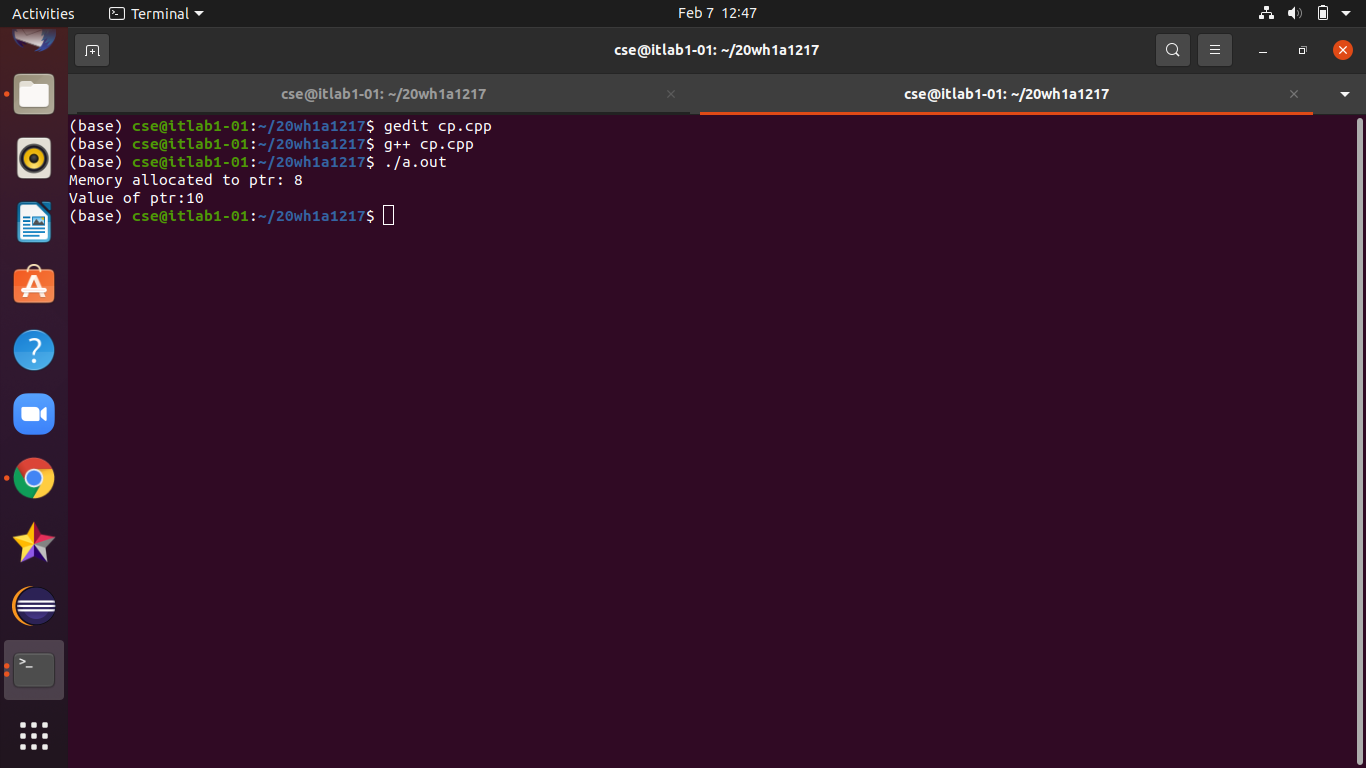 Activities Terminal Feb 7 12:47
cse@itlab1-01: ~/20wh1a1217
cse@itlab1-01: ~/20wh1a1217 cse@itlab1-01: ~/20wh1a1217
(base) cse@itlab1-01:~/20wh1a1217$ gedit cp.cpp
(base) cse@itlab1-01:~/20wh1a1217$ g++ cp.cpp
(base) cse@itlab1-01:~/20wh1a1217$ ./a.out
Memory allocated to ptr: 8
Value of ptr:10
(base) cse@itlab1-01:~/20wh1a1217$